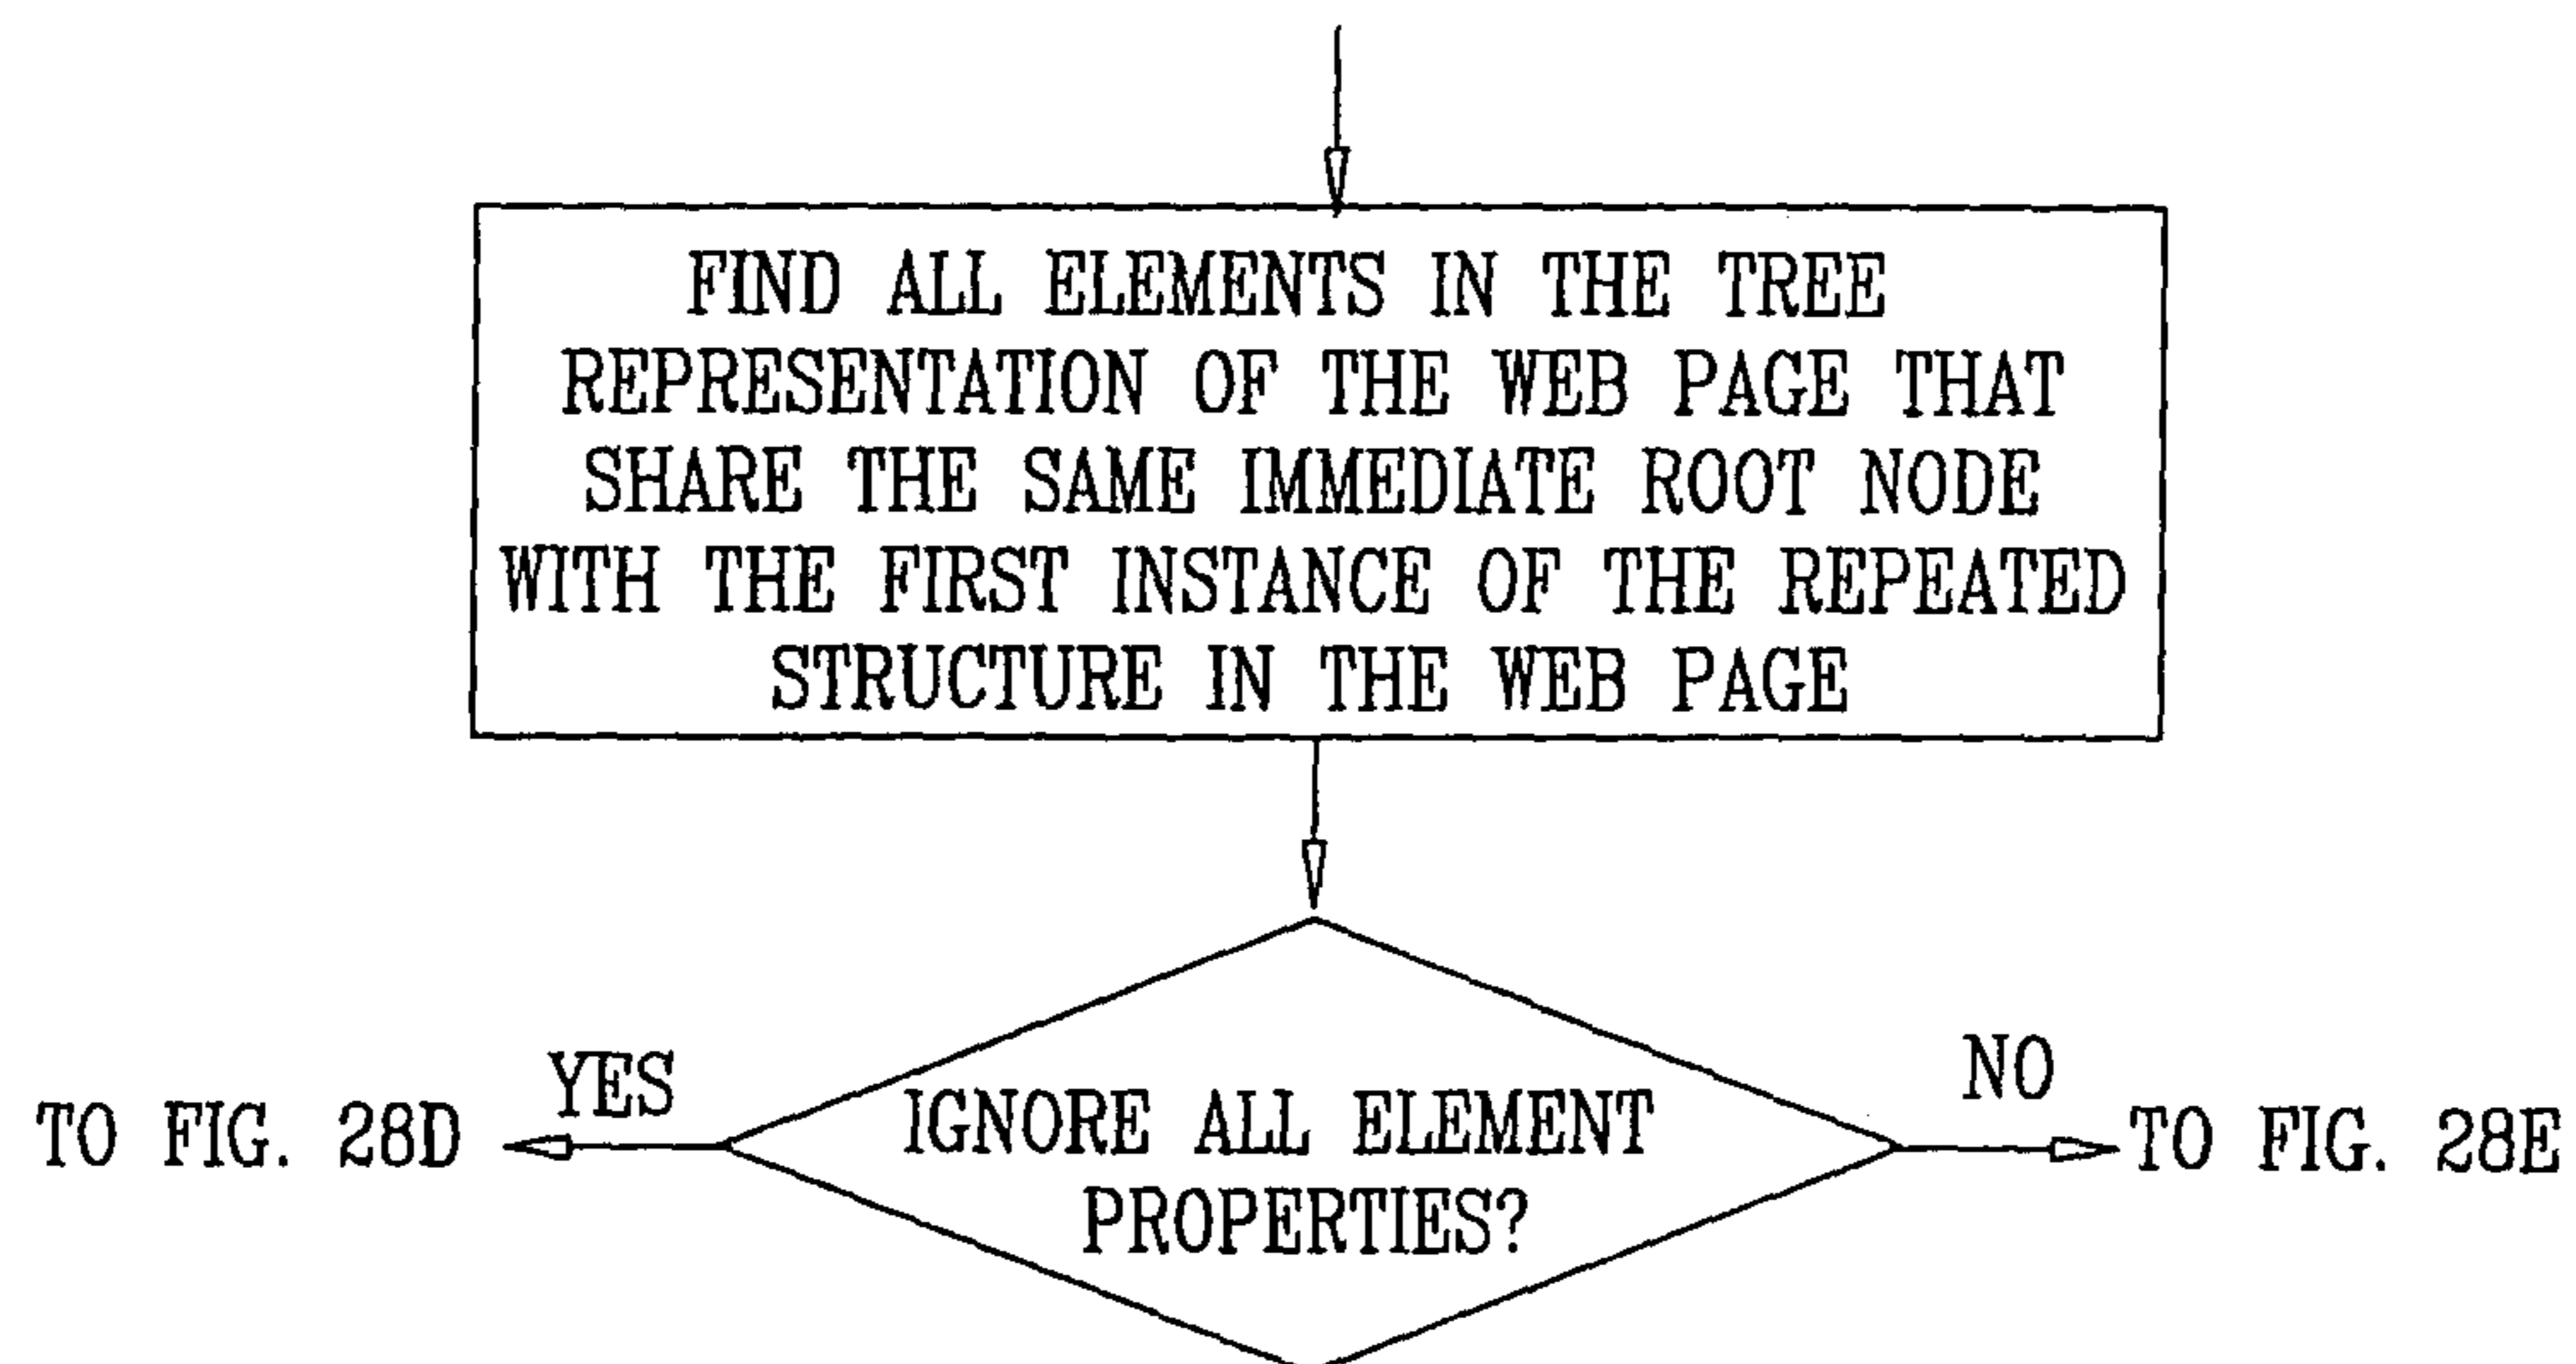 FIND ALL ELEMENTS IN THE TREE
REPRESENTATION OF THE WEB PAGE THAT
SHARE THE SAME IMMEDIATE ROOT NODE
WITH THE FIRST INSTANCE OF THE REPEATED
STRUCTURE IN THE WEB PAGE
TO FIG. 28D
YES
IGNORE ALL ELEMENT
PROPERTIES?
NO
TO FIG. 28E